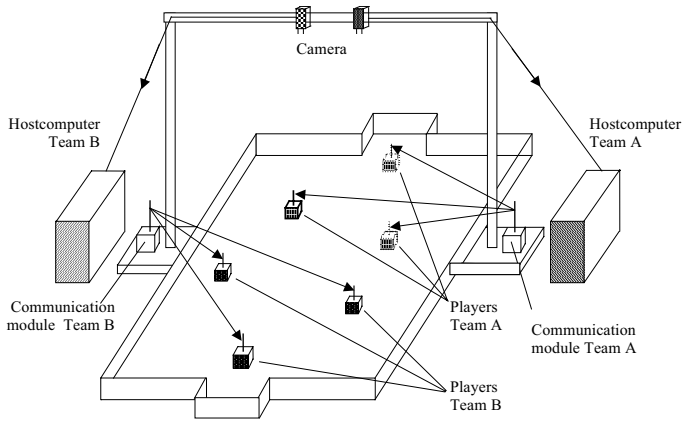 Camera
Hostcomputer
Team B
Hostcomputer
Team A
Communication
module Team B
Players
Team A
Communication
module Team A
Players
Team B